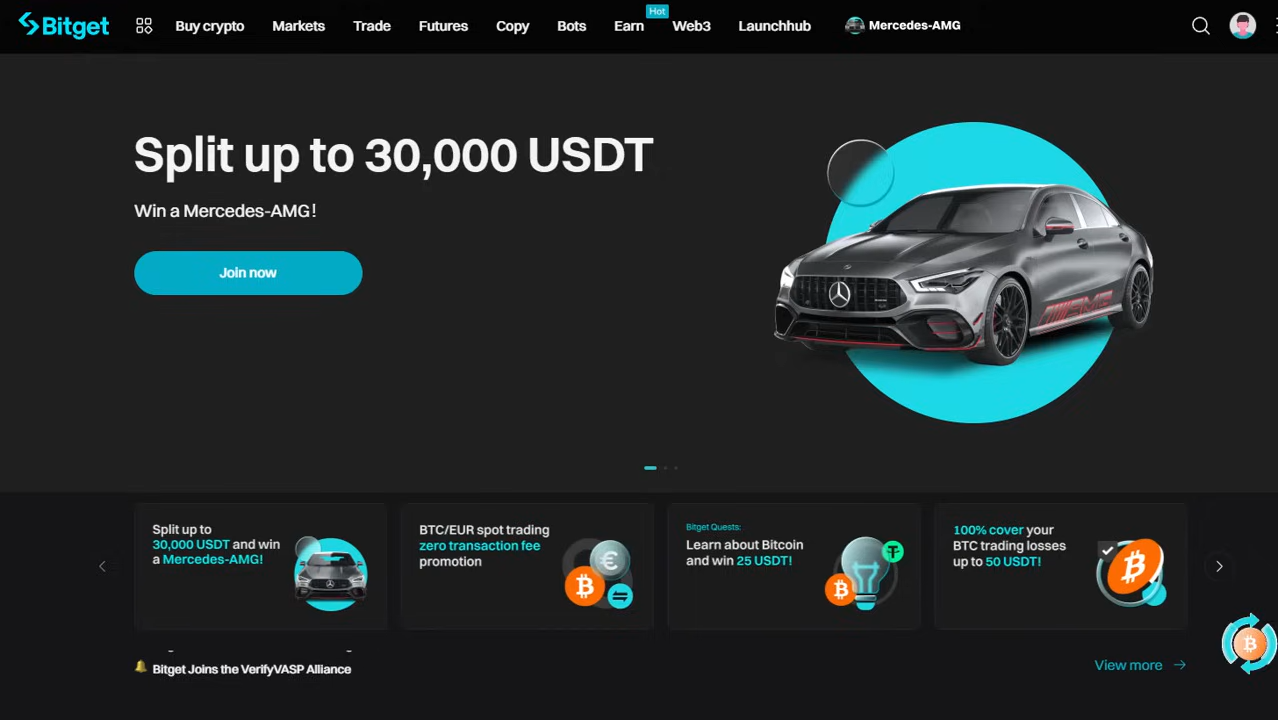 Bitget
Buy crypto
Markets
Trade
Futures
Copy
Bots
Earn
Hot
Web3
Launchhub
Mercedes-AMG
Split up to 30,000 USDT
Win a Mercedes-AMG!
Join now
AMG
Split up to
30,000 USDT and win
a Mercedes-AMG!
BTC/EUR spot trading
zero transaction fee
promotion
Bitget Quests:
Learn about Bitcoin
and win 25 USDT!
100% cover your
BTC trading losses
up to 50 USDT!
Bitget Joins the VerifyVASP Alliance
View more